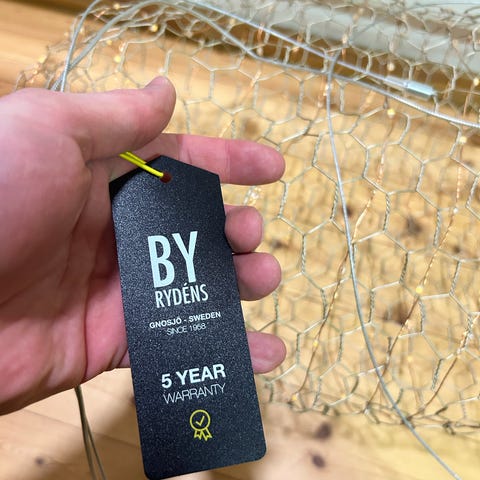 BY
RYDÉNS
GNOSJÖ - SWEDEN
SINCE 1958
5 YEAR
WARRANTY